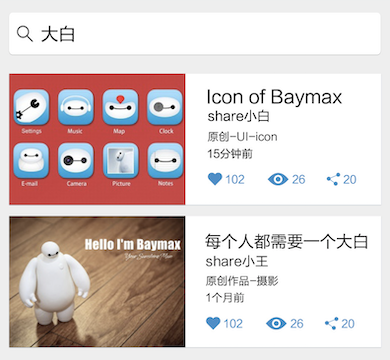 大白
Settings
Music
Map
Clock
E-mail
Camera
Picture
Notes
Icon of Baymax
share小白
原创-UI-icon
15分钟前
102
26
20
Hello I'm Baymax
每个人都需要一个大白
share小王
原创作品-摄影
1个月前
102
26
20